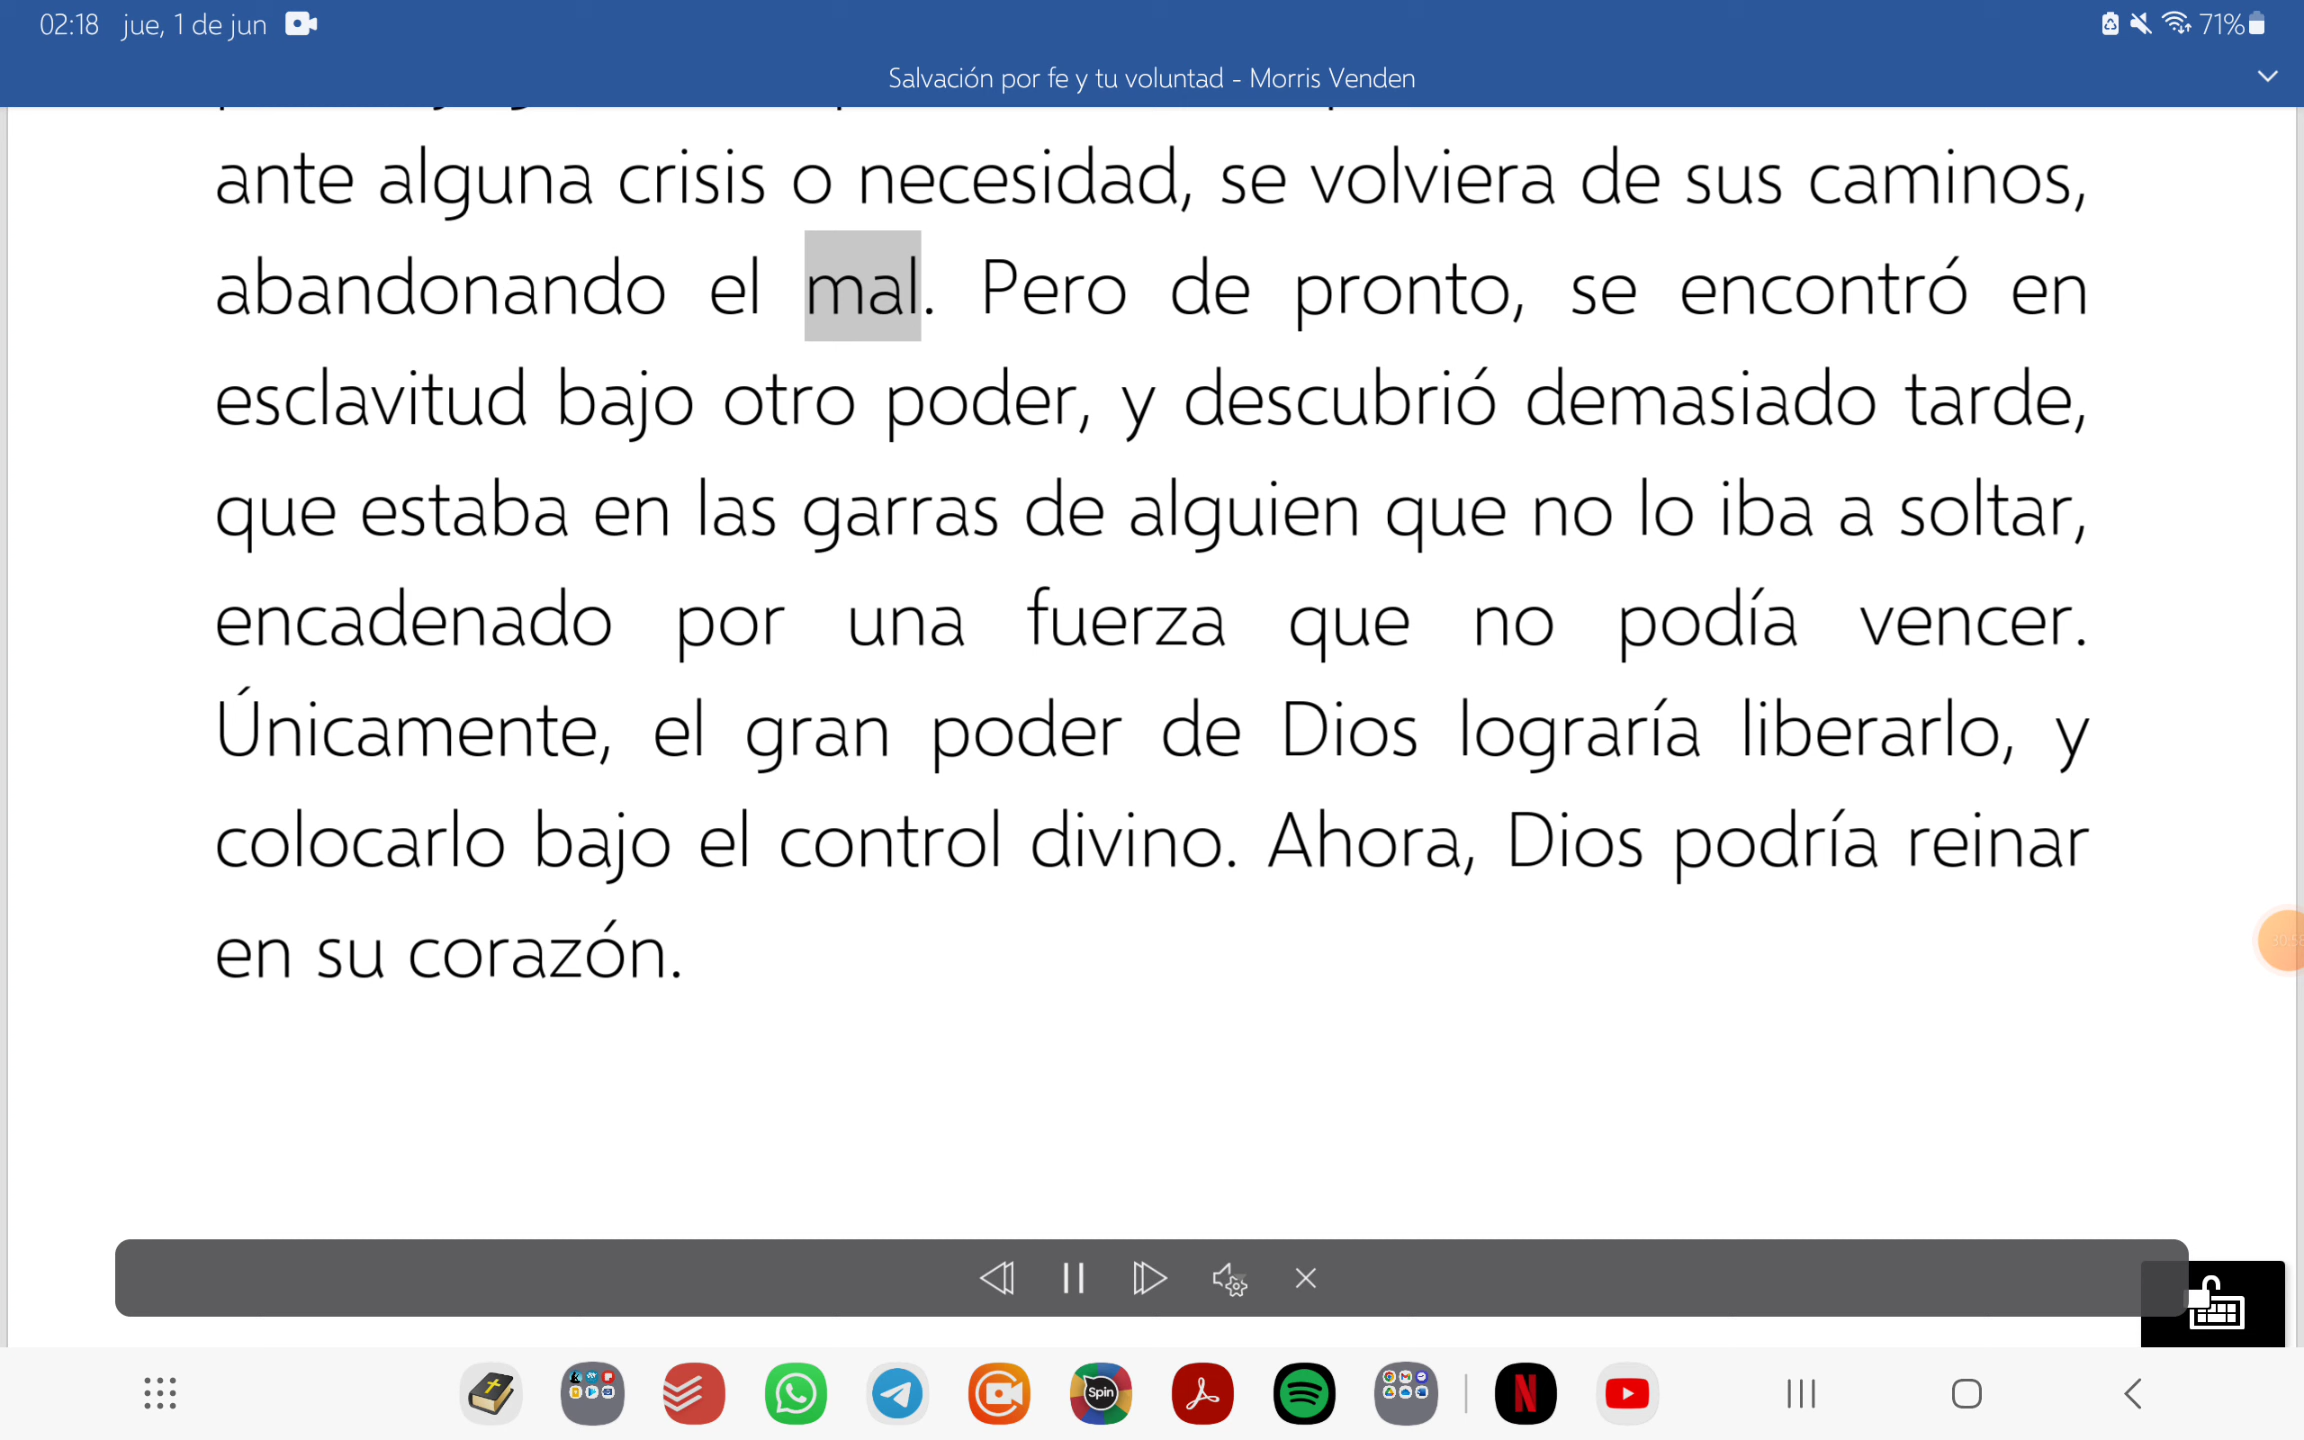 02:18 jue, 1 de jun
71%
Salvación por fe y tu voluntad - Morris Venden
ante alguna crisis o necesidad, se volviera de sus caminos,
abandonando el mal. Pero de pronto, se encontró en
esclavitud bajo otro poder, y descubrió demasiado tarde,
que estaba en las garras de alguien que no lo iba a soltar,
encadenado por una fuerza que no podía vencer.
Únicamente, el gran poder de Dios lograría liberarlo, y
colocarlo bajo el control divino. Ahora, Dios podría reinar
en su corazón.
Spin
N